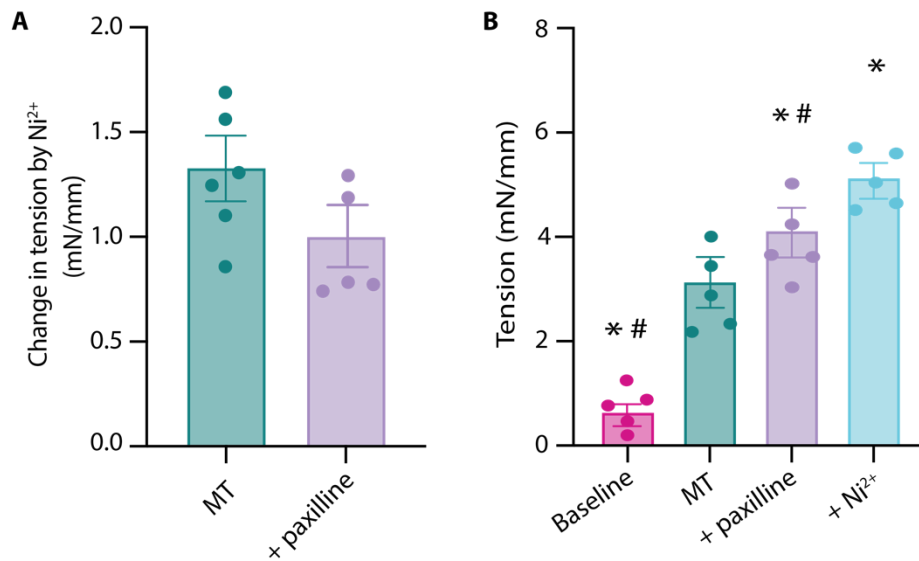 A
Change in tension by Ni²⁺
(mN/mm)
2.0
1.5
1.0
0.5
0.0
MT
+ paxilline
B
Tension (mN/mm)
8
6
4
2
0
* #
* #
*
Baseline
MT
+ paxilline
+ Ni²⁺